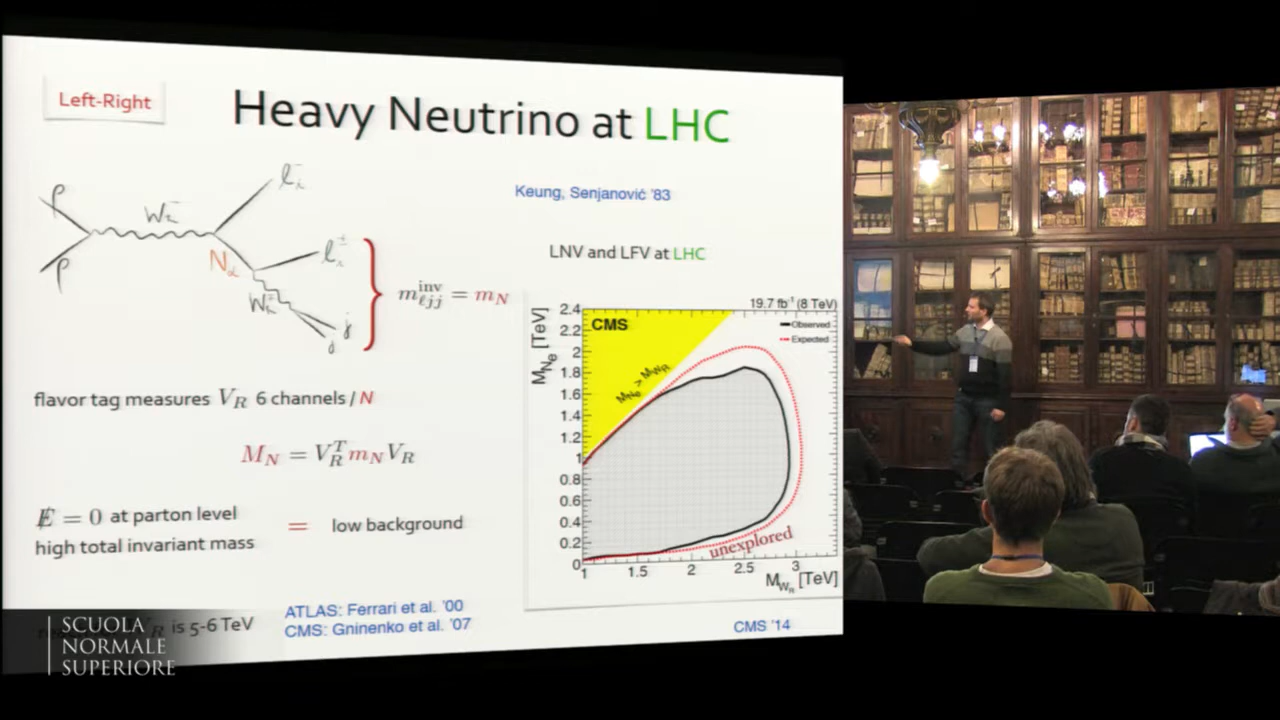 Left-Right
Heavy Neutrino at LHC
Keung, Senjanović '83
LNV and LFV at LHC
p
p
N
j
j
m^{inv}_{ℓjj} = m_N
flavor tag measures V_R 6 channels / N
M_N = V_R^T m_N V_R
E̸ = 0 at parton level
high total invariant mass
= low background
is 5-6 TeV
ATLAS: Ferrari et al. '00
CMS: Gninenko et al. '07
19.7 fb⁻¹ (8 TeV)
CMS
Observed
Expected
M_{N_e} > M_{W_R}
M_{N_e} [TeV]
2.4
2.2
2
1.8
1.6
1.4
1.2
1
0.8
0.6
0.4
0.2
0
1 1.5 2 2.5 3
unexplored
M_{W_R} [TeV]
CMS '14
SCUOLA
NORMALE
SUPERIORE